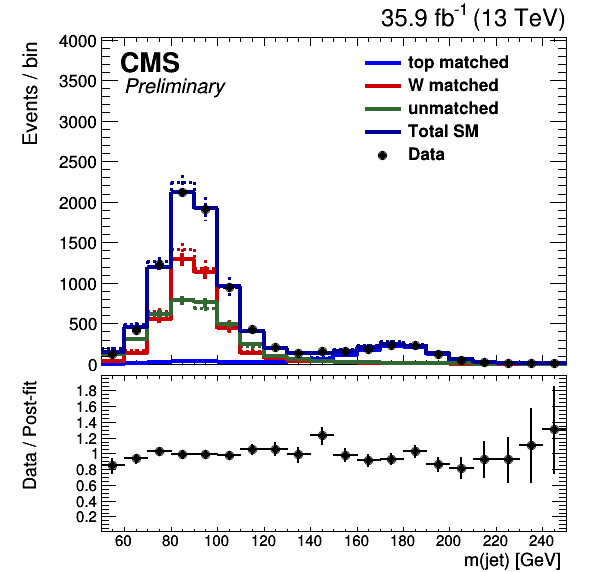 35.9 fb⁻¹ (13 TeV)
CMS
Preliminary
top matched
W matched
unmatched
Total SM
Data
Events / bin
4000
3500
3000
2500
2000
1500
1000
500
0
Data / Post-fit
1.8
1.6
1.4
1.2
1
0.8
0.6
0.4
0.2
60 80 100 120 140 160 180 200 220 240
m(jet) [GeV]